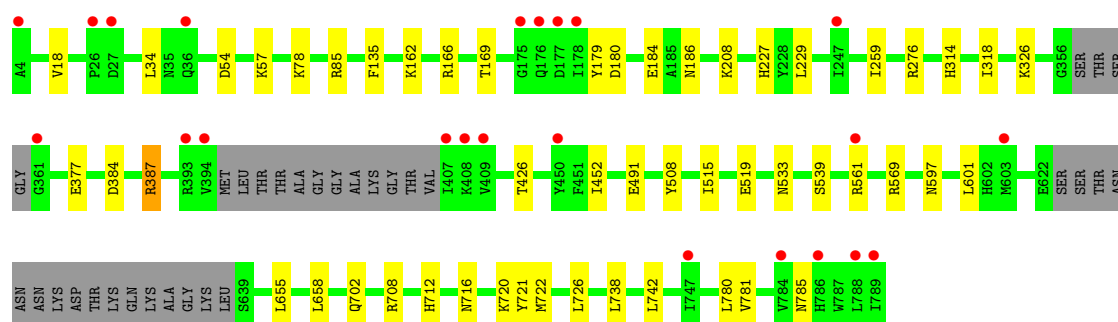 A4 V18 P26 D27 L34 N35 Q36 D54 K57 K78 R85 F135 K162 R166 T169 G175 Q176 D177 I178 Y179 D180 E184 A185 N186 K208 H227 Y228 L229 I247 I259 R276 H314 I318 K326 G356 SER THR SER
GLY G361 E377 D384 R387 R393 V394 MET LEU THR THR ALA GLY GLY ALA LYS GLY THR VAL I407 K408 V409 T426 Y450 F451 I452 E491 Y508 I515 E519 N533 S539 R561 R569 N597 L601 H602 M603 E622 SER SER THR ASN
ASN ASN LYS ASP THR LYS GLN LYS ALA GLY LYS LEU S639 L655 L658 Q702 R708 H712 N716 K720 Y721 M722 L726 L738 L742 I747 L780 V781 V784 N785 H786 W787 L788 I789